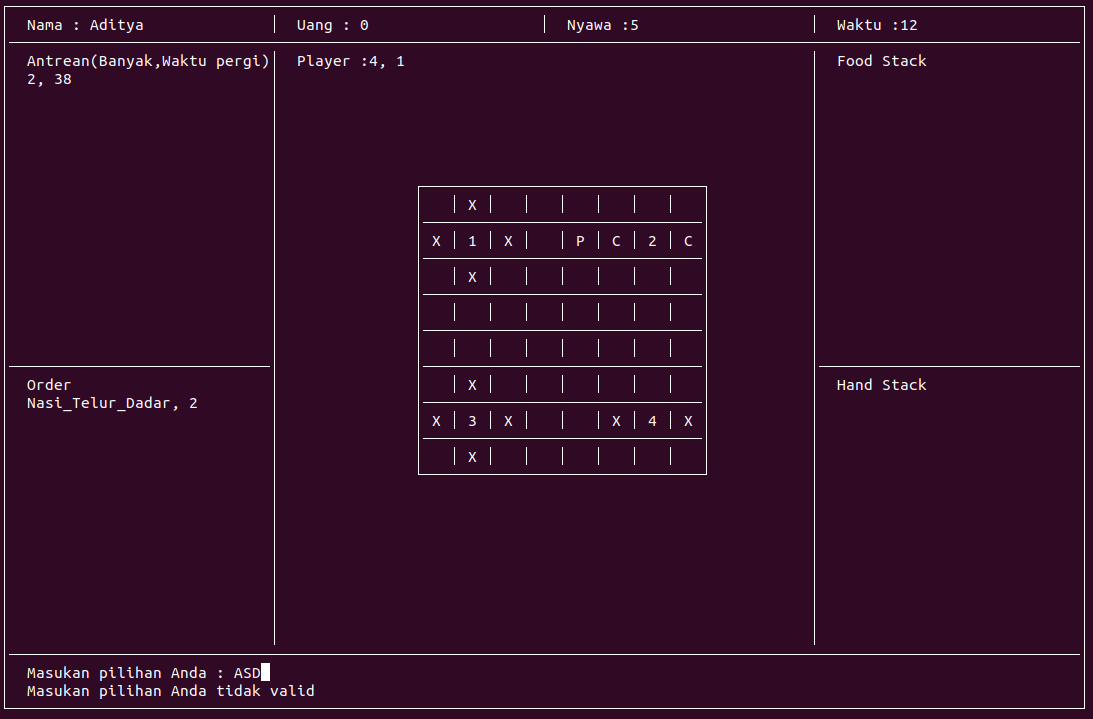 Nama : Aditya Uang : 0 Nyawa :5 Waktu :12
Antrean(Banyak,Waktu pergi)
2, 38
Player :4, 1
Food Stack
X
X 1 X P C 2 C
X
X
X 3 X X 4 X
X
Order
Nasi_Telur_Dadar, 2
Hand Stack
Masukan pilihan Anda : ASD
Masukan pilihan Anda tidak valid